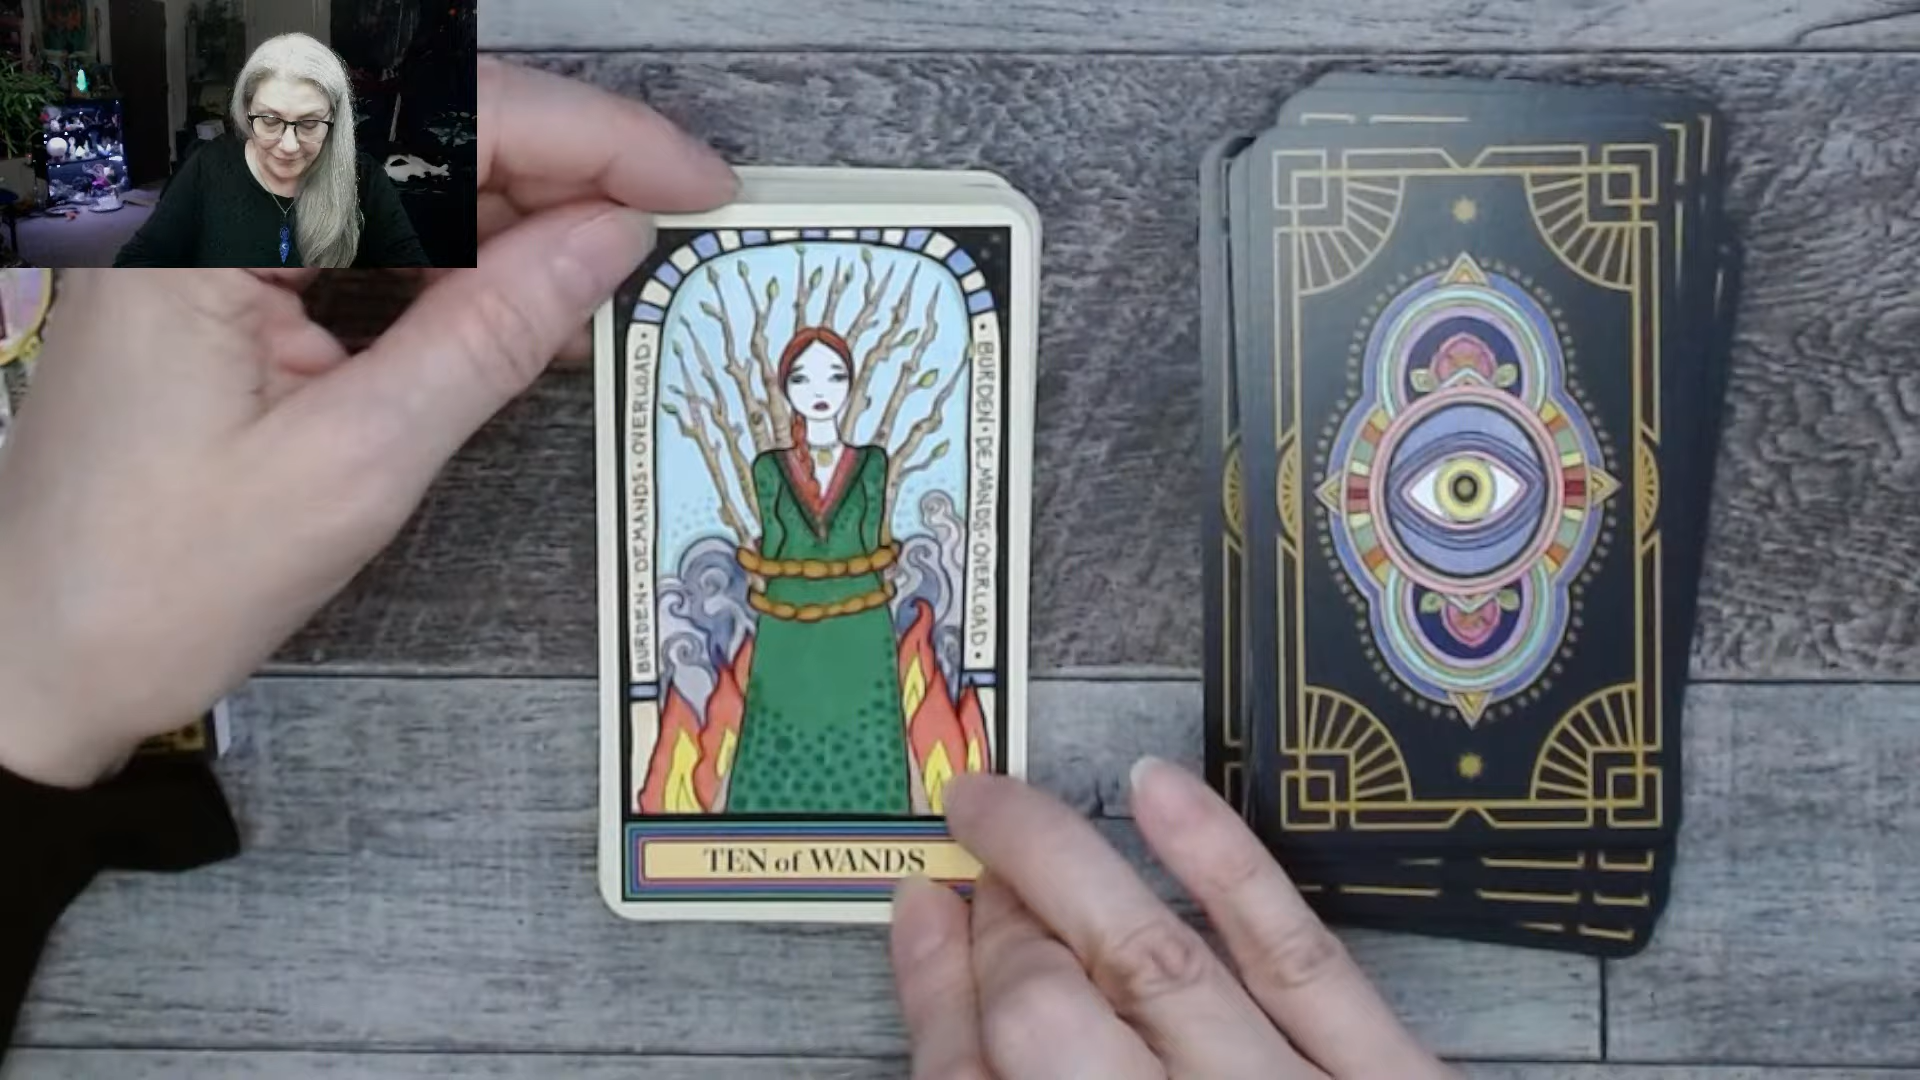 BURDEN • DEMANDS • OVERLOAD •
• BURDEN • DEMANDS • OVERLOAD •
TEN of WANDS